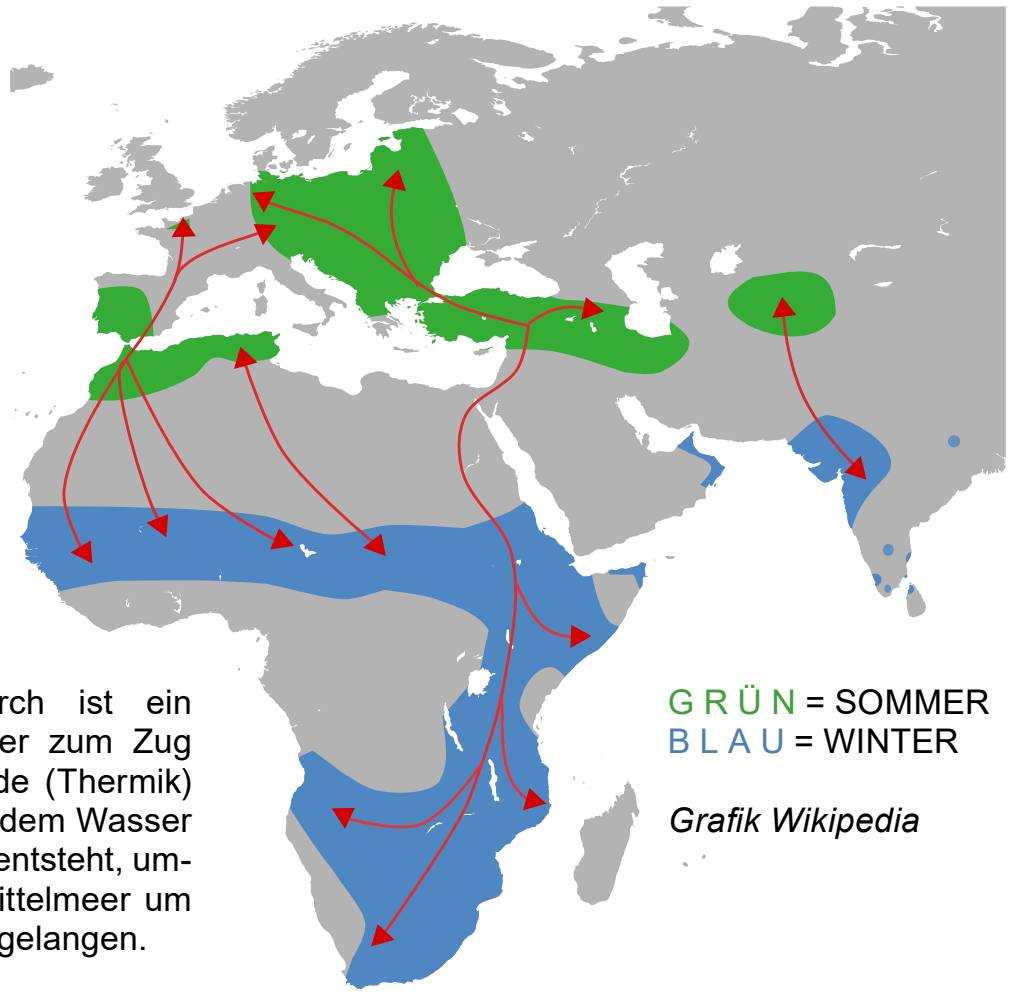 rch ist ein
er zum Zug
de (Thermik)
dem Wasser
entsteht, um-
ittelmeer um
gelangen.
G R Ü N = SOMMER
B L A U = WINTER
Grafik Wikipedia